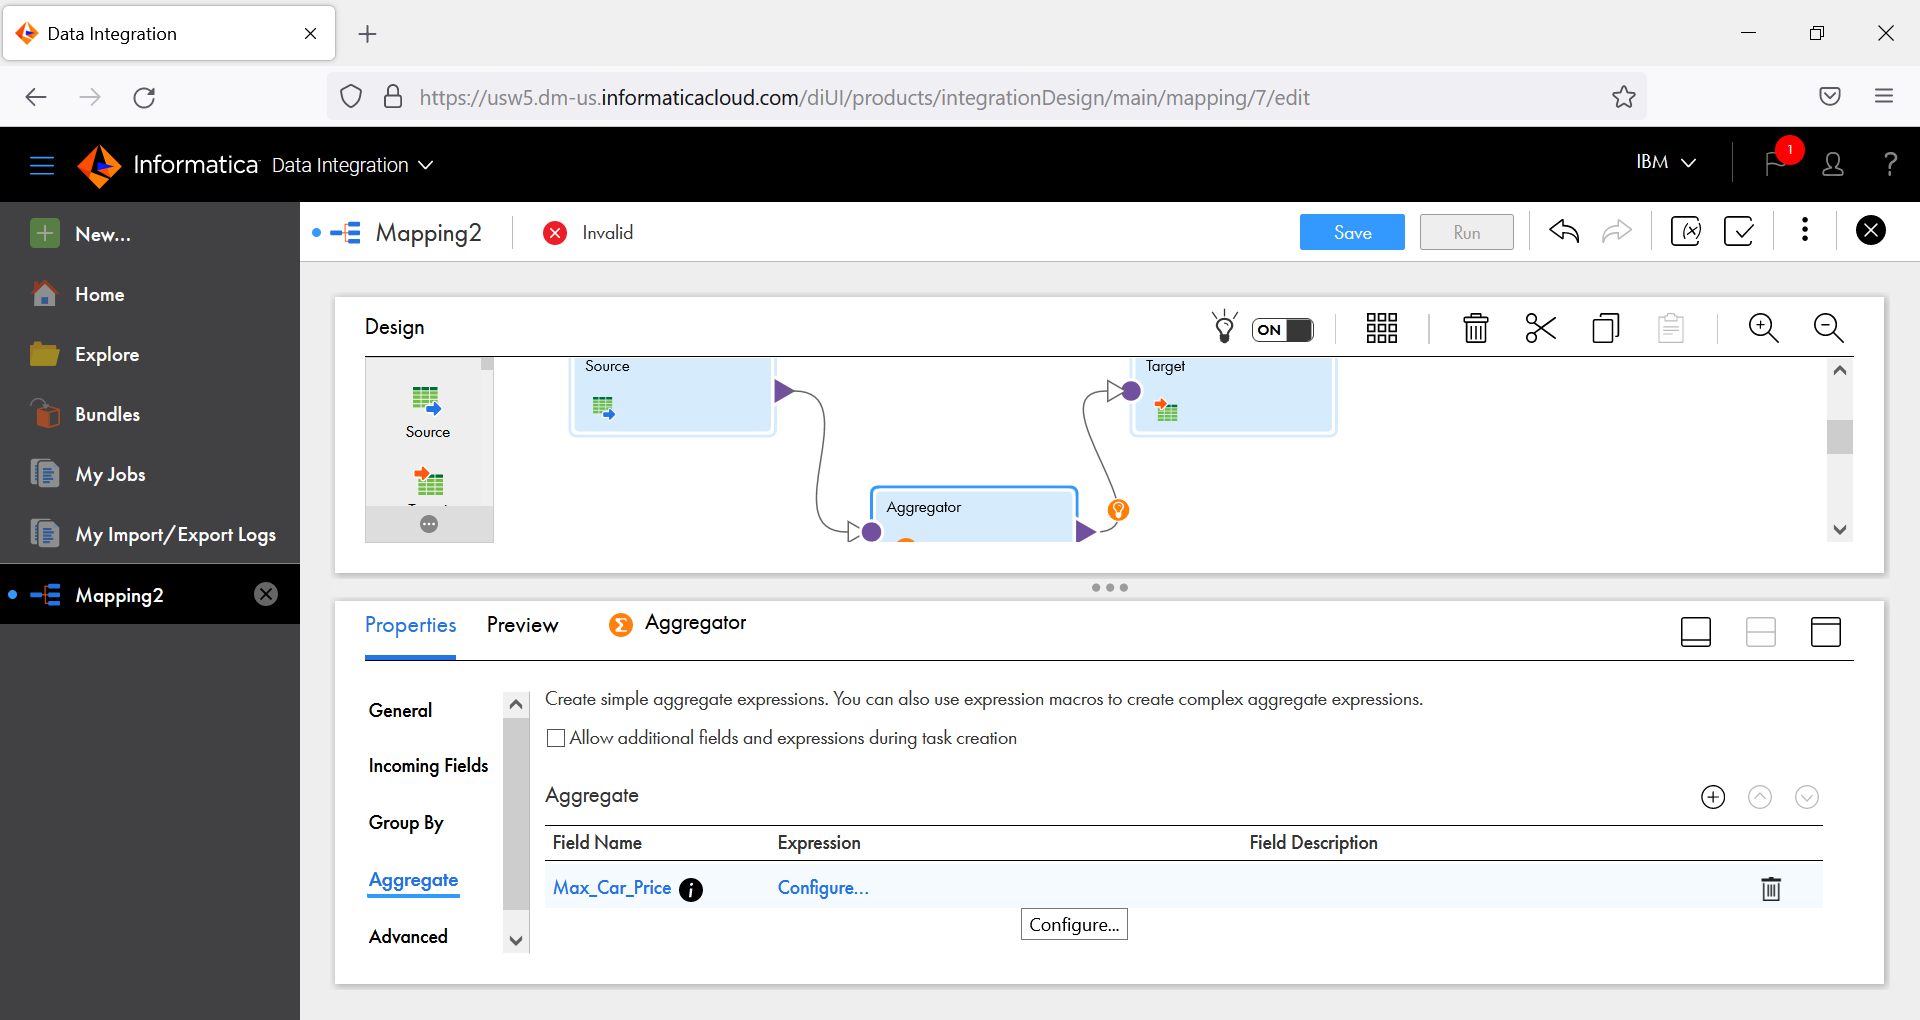 Data Integration
https://usw5.dm-us.informaticacloud.com/diUI/products/integrationDesign/main/mapping/7/edit
Informatica Data Integration
IBM
1
?
New...
Home
Explore
Bundles
My Jobs
My Import/Export Logs
Mapping2
Mapping2
Invalid
Save
Run
Design
ON
Source
Source
Target
Aggregator
Properties
Preview
Aggregator
General
Incoming Fields
Group By
Aggregate
Advanced
Create simple aggregate expressions. You can also use expression macros to create complex aggregate expressions.
Allow additional fields and expressions during task creation
Aggregate
Field Name
Expression
Field Description
Max_Car_Price
Configure...
Configure...